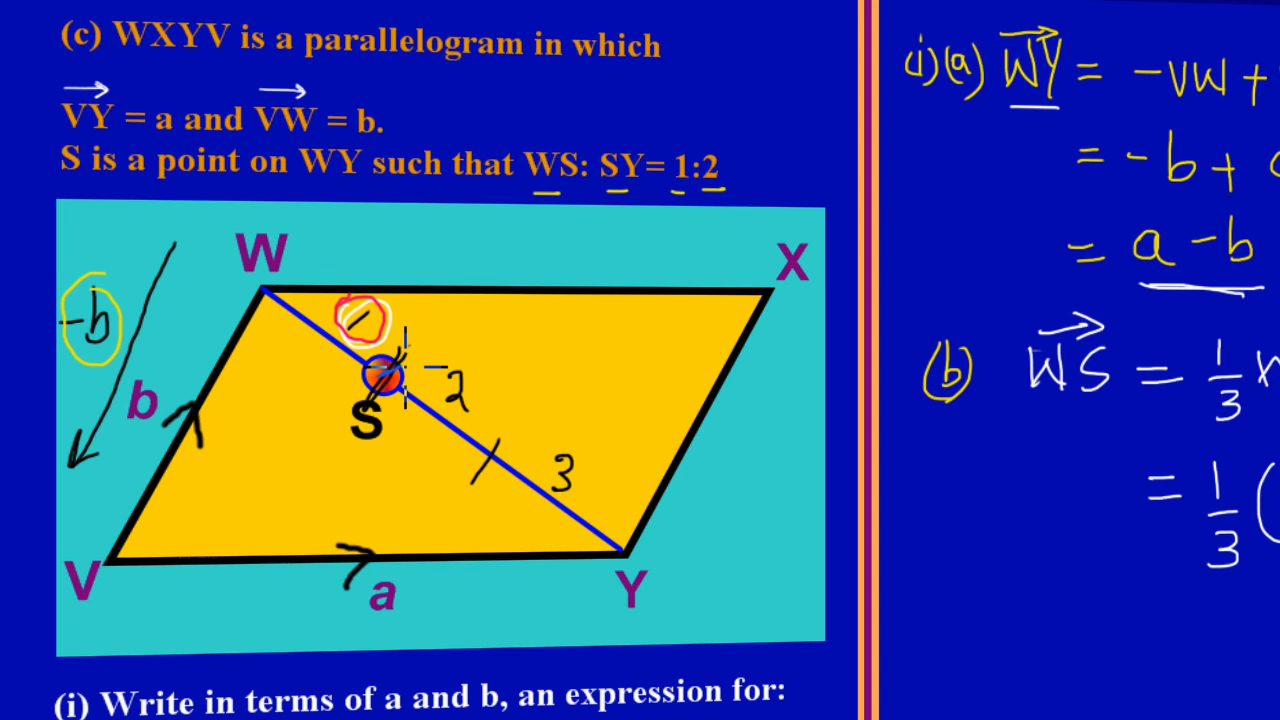 (c) WXYV is a parallelogram in which
VY = a and VW = b.
S is a point on WY such that WS: SY= 1:2
W
X
-b
b
S
2
3
V
a
Y
(i) Write in terms of a and b, an expression for:
(i)(a) WY = -VW +
= -b +
= a - b
(b) WS = 1/3 x
= 1/3 (